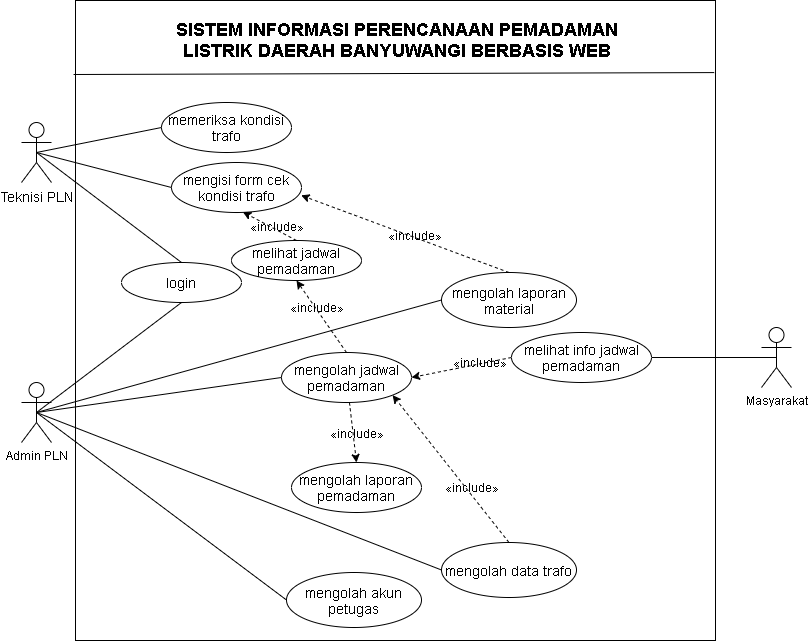 SISTEM INFORMASI PERENCANAAN PEMADAMAN
LISTRIK DAERAH BANYUWANGI BERBASIS WEB
memeriksa kondisi
trafo
Teknisi PLN
mengisi form cek
kondisi trafo
«include»
«include»
melihat jadwal
pemadaman
login
mengolah laporan
material
«include»
melihat info jadwal
pemadaman
«include»
mengolah jadwal
pemadaman
Masyarakat
Admin PLN
«include»
mengolah laporan
pemadaman
«include»
mengolah data trafo
mengolah akun
petugas